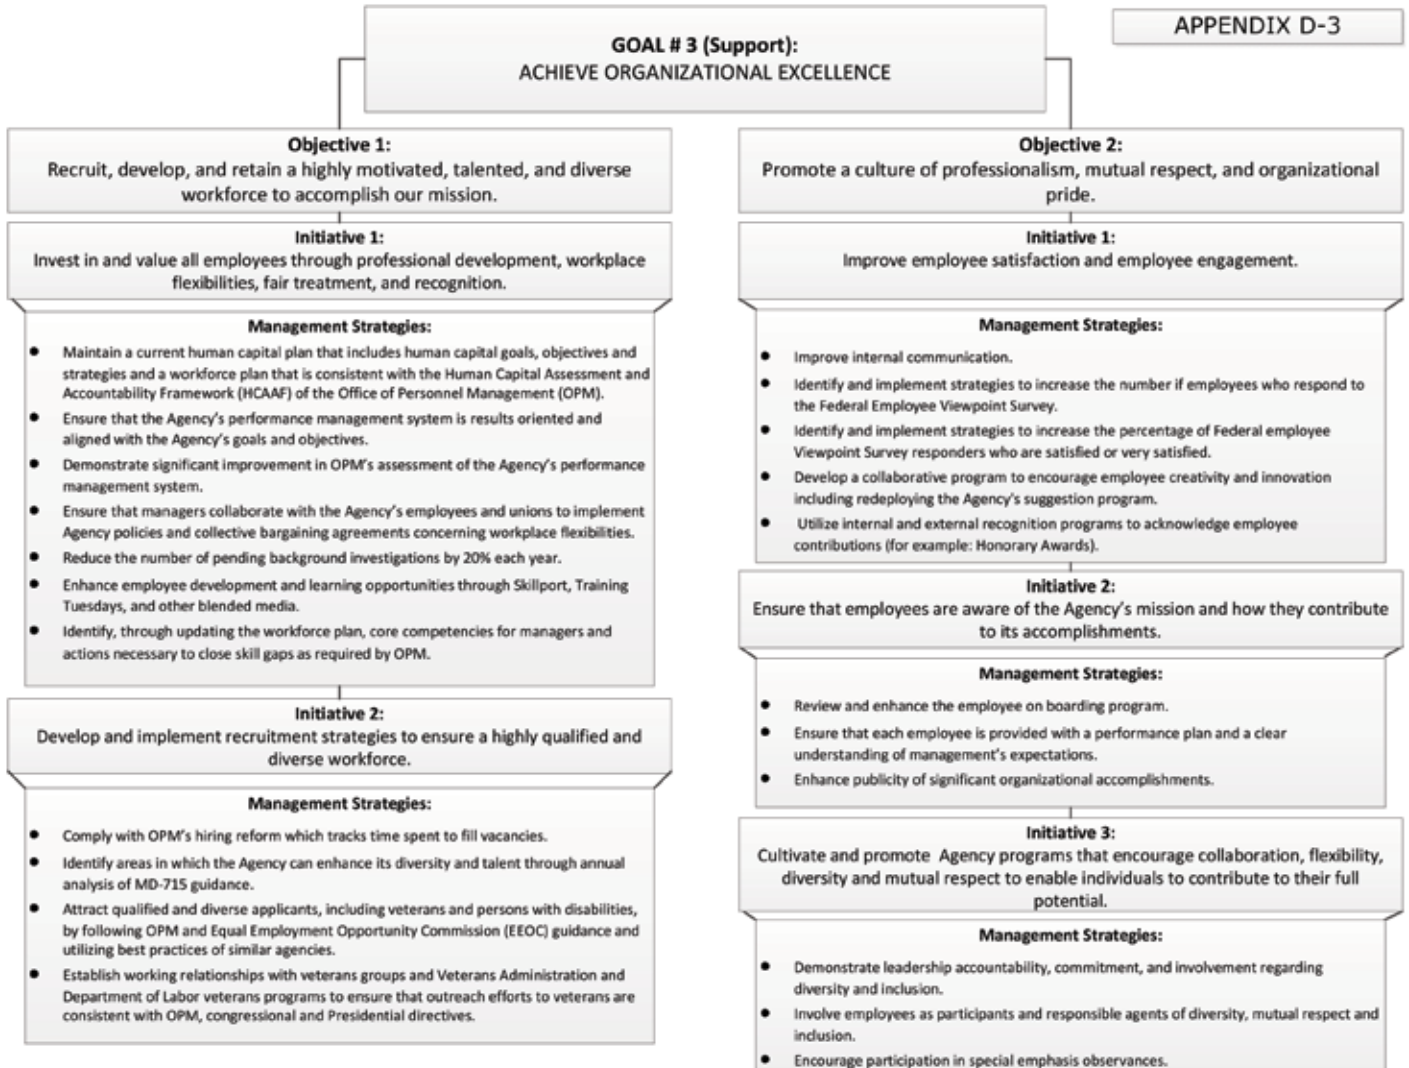 APPENDIX D-3
GOAL # 3 (Support):
ACHIEVE ORGANIZATIONAL EXCELLENCE
Objective 1:
Recruit, develop, and retain a highly motivated, talented, and diverse
workforce to accomplish our mission.
Initiative 1:
Invest in and value all employees through professional development, workplace
flexibilities, fair treatment, and recognition.
Management Strategies:
● Maintain a current human capital plan that includes human capital goals, objectives and
strategies and a workforce plan that is consistent with the Human Capital Assessment and
Accountability Framework (HCAAF) of the Office of Personnel Management (OPM).
● Ensure that the Agency's performance management system is results oriented and
aligned with the Agency's goals and objectives.
● Demonstrate significant improvement in OPM's assessment of the Agency's performance
management system.
● Ensure that managers collaborate with the Agency's employees and unions to implement
Agency policies and collective bargaining agreements concerning workplace flexibilities.
● Reduce the number of pending background investigations by 20% each year.
● Enhance employee development and learning opportunities through Skillport, Training
Tuesdays, and other blended media.
● Identify, through updating the workforce plan, core competencies for managers and
actions necessary to close skill gaps as required by OPM.
Initiative 2:
Develop and implement recruitment strategies to ensure a highly qualified and
diverse workforce.
Management Strategies:
● Comply with OPM's hiring reform which tracks time spent to fill vacancies.
● Identify areas in which the Agency can enhance its diversity and talent through annual
analysis of MD-715 guidance.
● Attract qualified and diverse applicants, including veterans and persons with disabilities,
by following OPM and Equal Employment Opportunity Commission (EEOC) guidance and
utilizing best practices of similar agencies.
● Establish working relationships with veterans groups and Veterans Administration and
Department of Labor veterans programs to ensure that outreach efforts to veterans are
consistent with OPM, congressional and Presidential directives.
Objective 2:
Promote a culture of professionalism, mutual respect, and organizational
pride.
Initiative 1:
Improve employee satisfaction and employee engagement.
Management Strategies:
● Improve internal communication.
● Identify and implement strategies to increase the number if employees who respond to
the Federal Employee Viewpoint Survey.
● Identify and implement strategies to increase the percentage of Federal employee
Viewpoint Survey responders who are satisfied or very satisfied.
● Develop a collaborative program to encourage employee creativity and innovation
including redeploying the Agency's suggestion program.
● Utilize internal and external recognition programs to acknowledge employee
contributions (for example: Honorary Awards).
Initiative 2:
Ensure that employees are aware of the Agency's mission and how they contribute
to its accomplishments.
Management Strategies:
● Review and enhance the employee on boarding program.
● Ensure that each employee is provided with a performance plan and a clear
understanding of management's expectations.
● Enhance publicity of significant organizational accomplishments.
Initiative 3:
Cultivate and promote Agency programs that encourage collaboration, flexibility,
diversity and mutual respect to enable individuals to contribute to their full
potential.
Management Strategies:
● Demonstrate leadership accountability, commitment, and involvement regarding
diversity and inclusion.
● Involve employees as participants and responsible agents of diversity, mutual respect and
inclusion.
● Encourage participation in special emphasis observances.